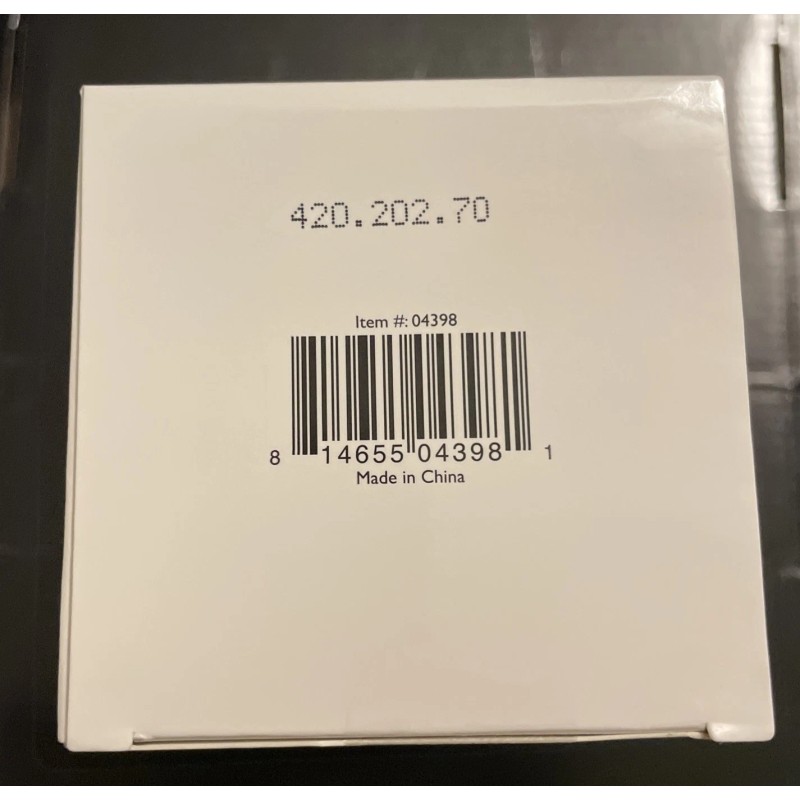 420.202.70
Item #: 04398
8 14655 04398 1
Made in China